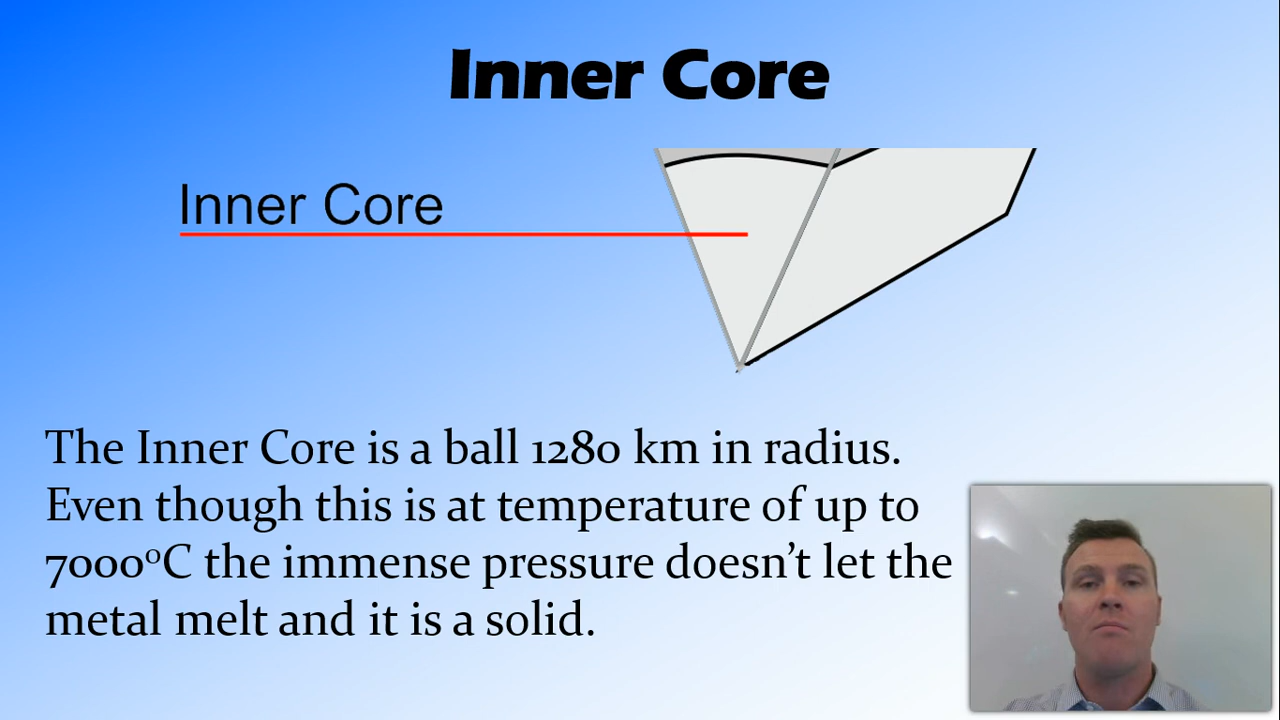 Inner Core
Inner Core
The Inner Core is a ball 1280 km in radius.
Even though this is at temperature of up to
7000ºC the immense pressure doesn’t let the
metal melt and it is a solid.